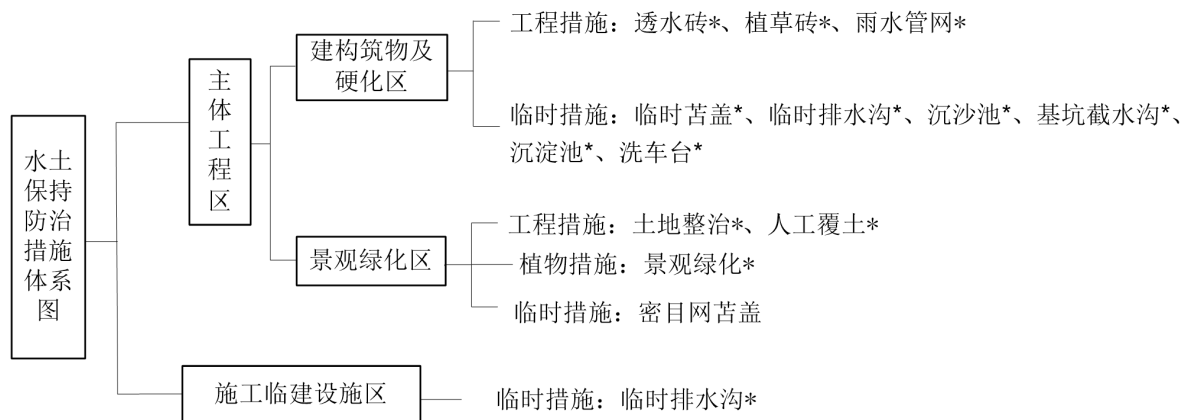 水土
保持
防治
措施
体系
图
主
体
工
程
区
建构筑物及
硬化区
工程措施：透水砖*、植草砖*、雨水管网*
临时措施：临时苫盖*、临时排水沟*、沉沙池*、基坑截水沟*、
沉淀池*、洗车台*
景观绿化区
工程措施：土地整治*、人工覆土*
植物措施：景观绿化*
临时措施：密目网苫盖
施工临建设施区
临时措施：临时排水沟*